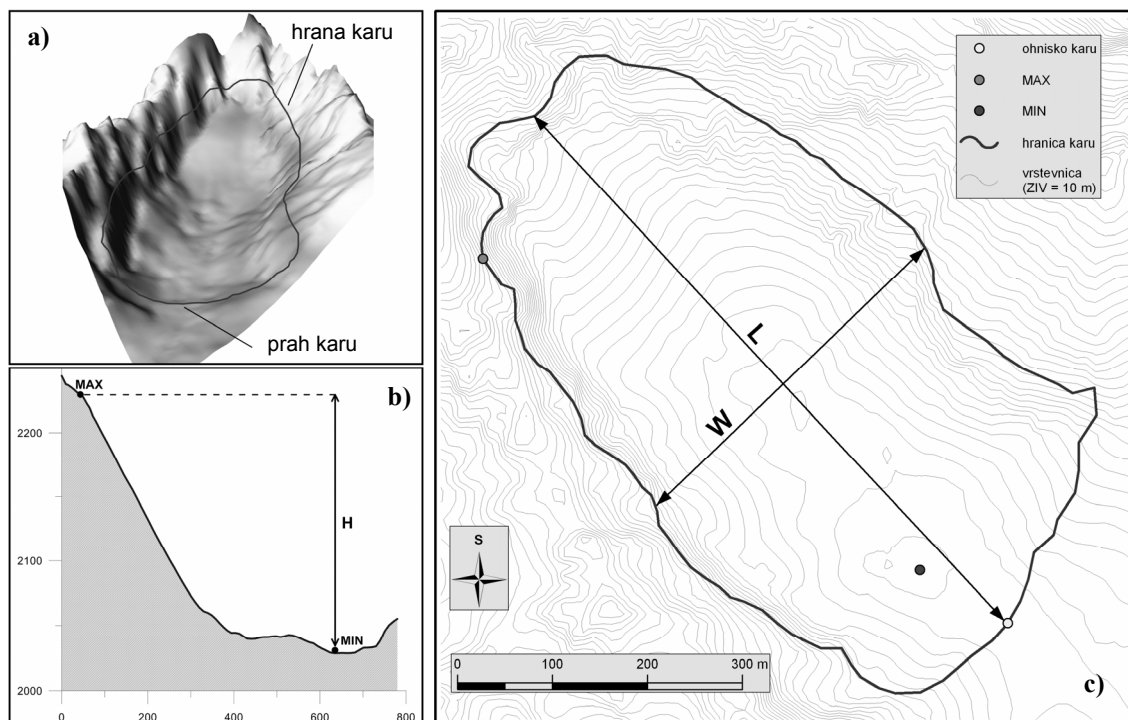 a)
hrana karu
prah karu
b)
MAX
2200
H
2100
MIN
2000
0 200 400 600 800
ohnisko karu
MAX
MIN
hranica karu
vrstevnica
(ZIV = 10 m)
L
W
S
0 100 200 300 m
c)